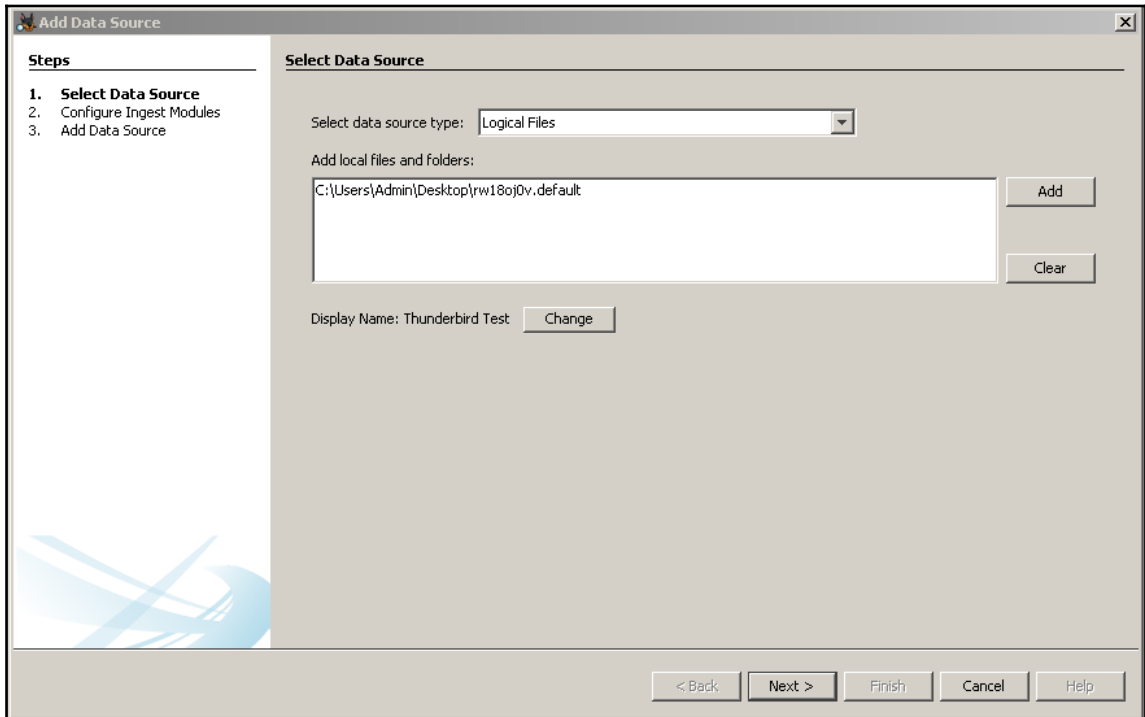 Add Data Source
Steps
1. Select Data Source
2. Configure Ingest Modules
3. Add Data Source
Select Data Source
Select data source type: Logical Files
Add local files and folders:
C:\Users\Admin\Desktop\rw18oj0v.default
Add
Clear
Display Name: Thunderbird Test Change
< Back Next > Finish Cancel Help